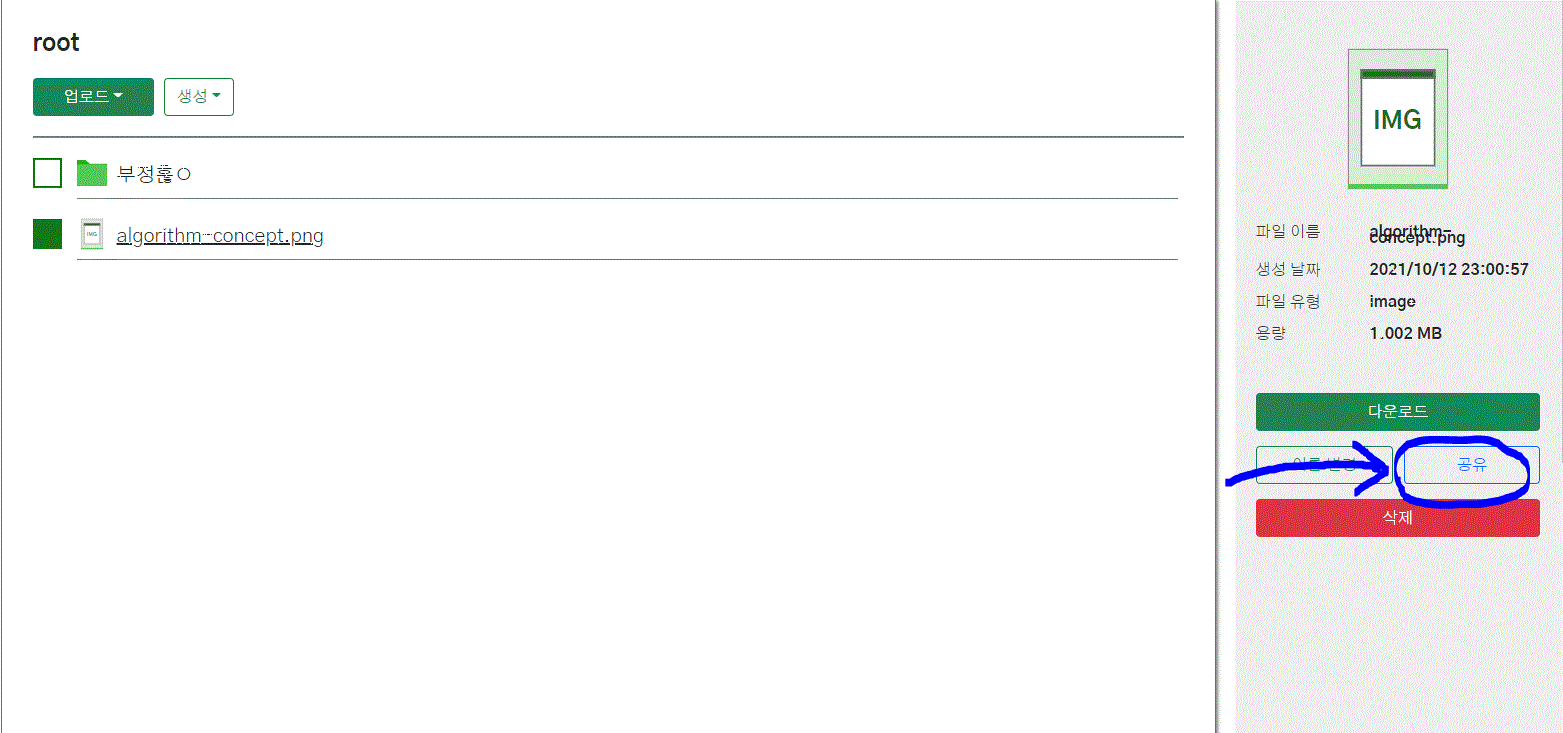 root
업로드
생성
부정홇ㅇ
algorithm-concept.png
IMG
파일 이름 algorithm-
concept.png
생성 날짜 2021/10/12 23:00:57
파일 유형 image
용량 1.002 MB
다운로드
이름 변경 공유
삭제